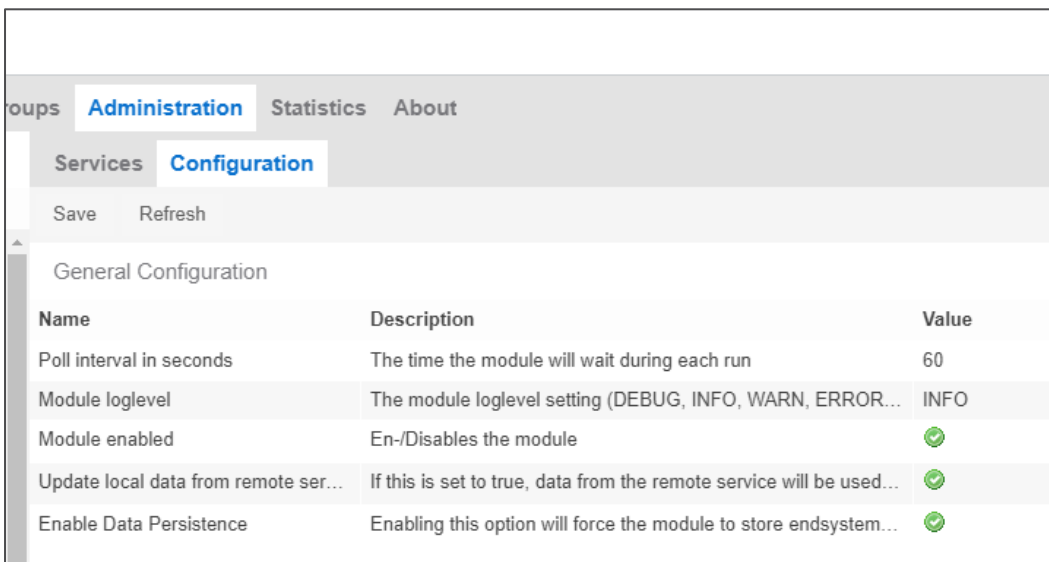 roups Administration Statistics About
Services Configuration
Save Refresh
General Configuration
Name Description Value
Poll interval in seconds The time the module will wait during each run 60
Module loglevel The module loglevel setting (DEBUG, INFO, WARN, ERROR... INFO
Module enabled En-/Disables the module
Update local data from remote ser... If this is set to true, data from the remote service will be used...
Enable Data Persistence Enabling this option will force the module to store endsystem...